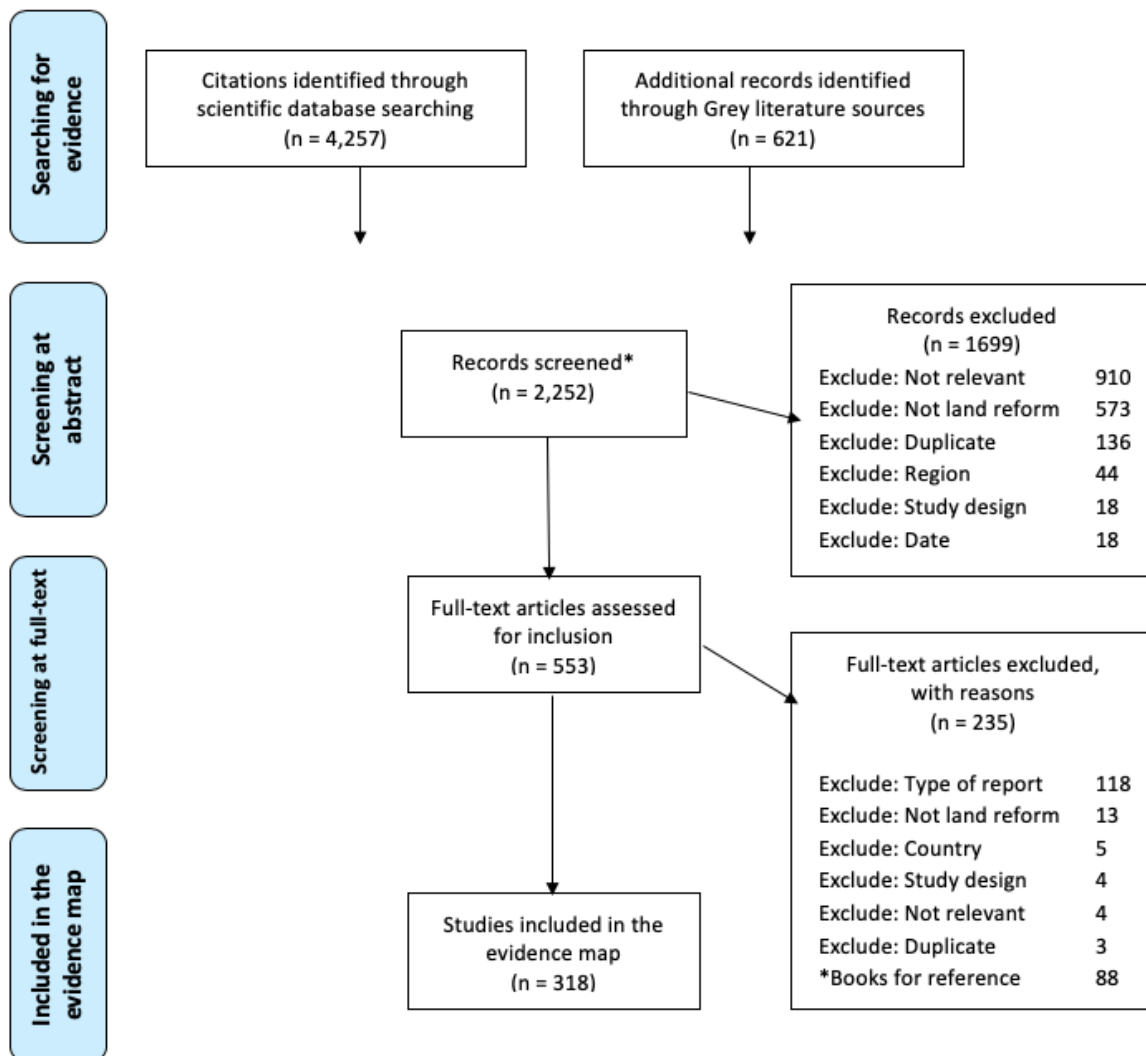 Searching for
evidence
Citations identified through
scientific database searching
(n = 4,257)
Additional records identified
through Grey literature sources
(n = 621)
Screening at
abstract
Records screened*
(n = 2,252)
Records excluded
(n = 1699)
Exclude: Not relevant 910
Exclude: Not land reform 573
Exclude: Duplicate 136
Exclude: Region 44
Exclude: Study design 18
Exclude: Date 18
Screening at full-text
Full-text articles assessed
for inclusion
(n = 553)
Full-text articles excluded,
with reasons
(n = 235)
Exclude: Type of report 118
Exclude: Not land reform 13
Exclude: Country 5
Exclude: Study design 4
Exclude: Not relevant 4
Exclude: Duplicate 3
*Books for reference 88
Included in the
evidence map
Studies included in the
evidence map
(n = 318)